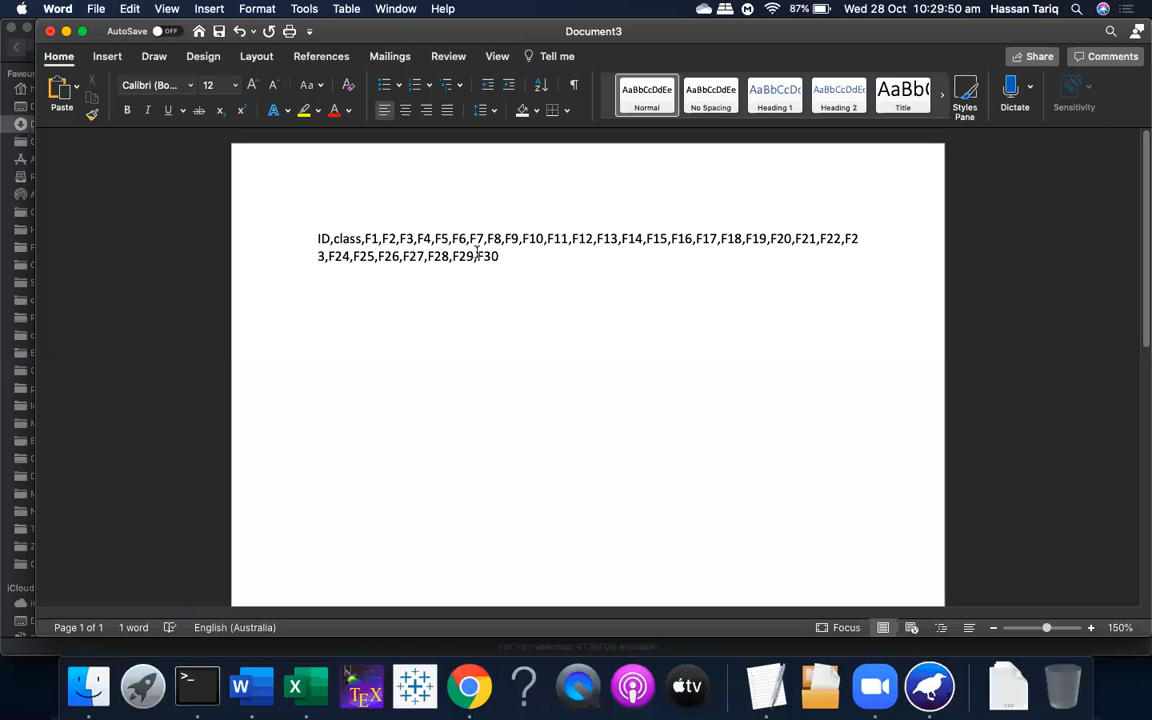 Word File Edit View Insert Format Tools Table Window Help 87% Wed 28 Oct 10:29:50 am Hassan Tariq
AutoSave OFF Document3
Home Insert Draw Design Layout References Mailings Review View Tell me Share Comments
Favou
Paste Calibri (Bo... 12 Styles Pane Dictate Sensitivity
AaBbCcDdEe AaBbCcDdEe AaBbCcDc AaBbCcDdEe AaBbC
Normal No Spacing Heading 1 Heading 2 Title
ID,class,F1,F2,F3,F4,F5,F6,F7,F8,F9,F10,F11,F12,F13,F14,F15,F16,F17,F18,F19,F20,F21,F22,F2
3,F24,F25,F26,F27,F28,F29,F30
iClou
Page 1 of 1 1 word English (Australia) Focus 150%
CSV